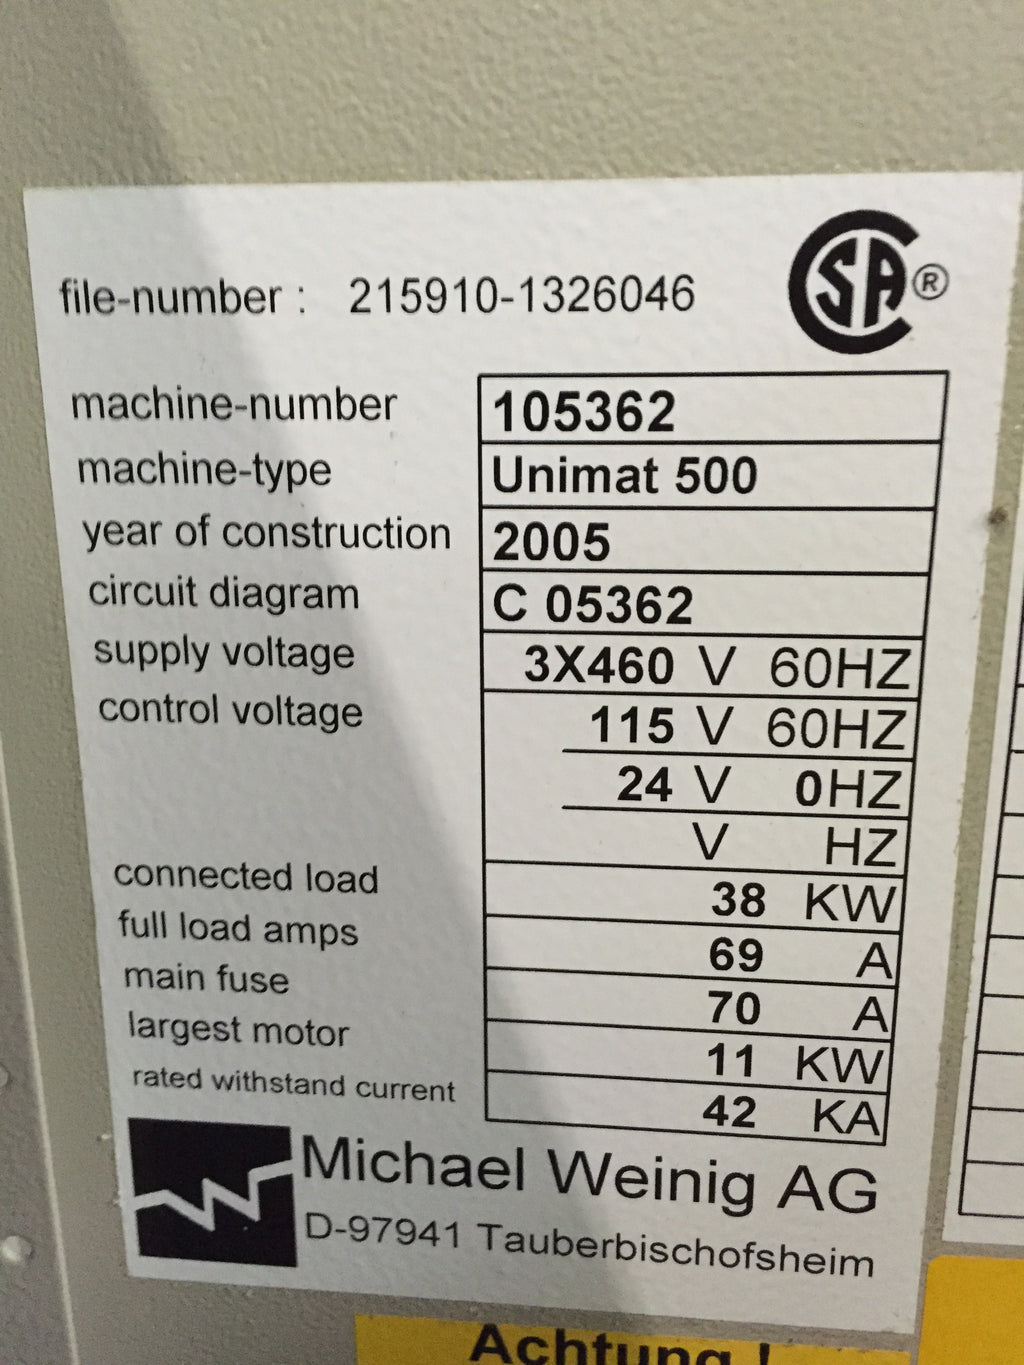 file-number : 215910-1326046
CSA®
machine-number 105362
machine-type Unimat 500
year of construction 2005
circuit diagram C 05362
supply voltage 3X460 V 60HZ
control voltage 115 V 60HZ
24 V 0HZ
V HZ
connected load 38 KW
full load amps 69 A
main fuse 70 A
largest motor 11 KW
rated withstand current 42 KA
Michael Weinig AG
D-97941 Tauberbischofsheim
Achtung !